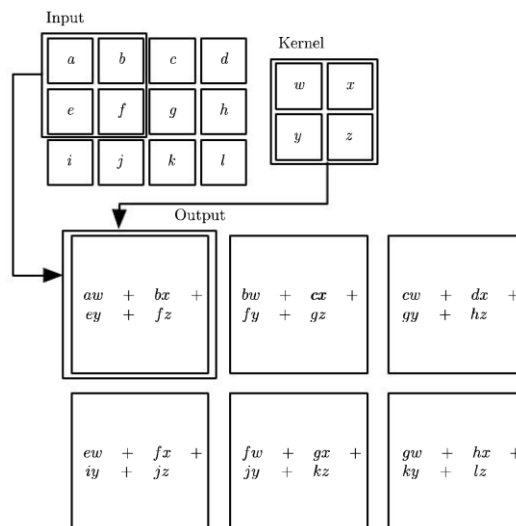 Input
Kernel
a b c d
w x
e f g h
y z
i j k l
Output
aw + bx +
ey + fz
bw + cx +
fy + gz
cw + dx +
gy + hz
ew + fx +
iy + jz
fw + gx +
jy + kz
gw + hx +
ky + lz